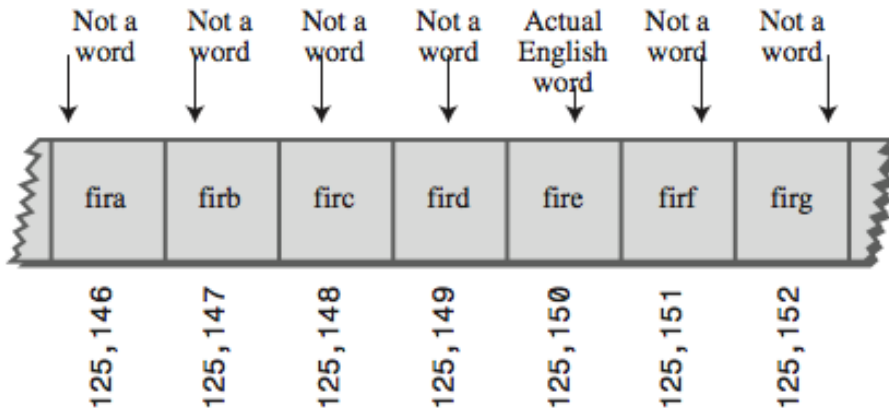 Not a word
Not a word
Not a word
Not a word
Actual English word
Not a word
Not a word
fira
firb
firc
fird
fire
firf
firg
125,146
125,147
125,148
125,149
125,150
125,151
125,152